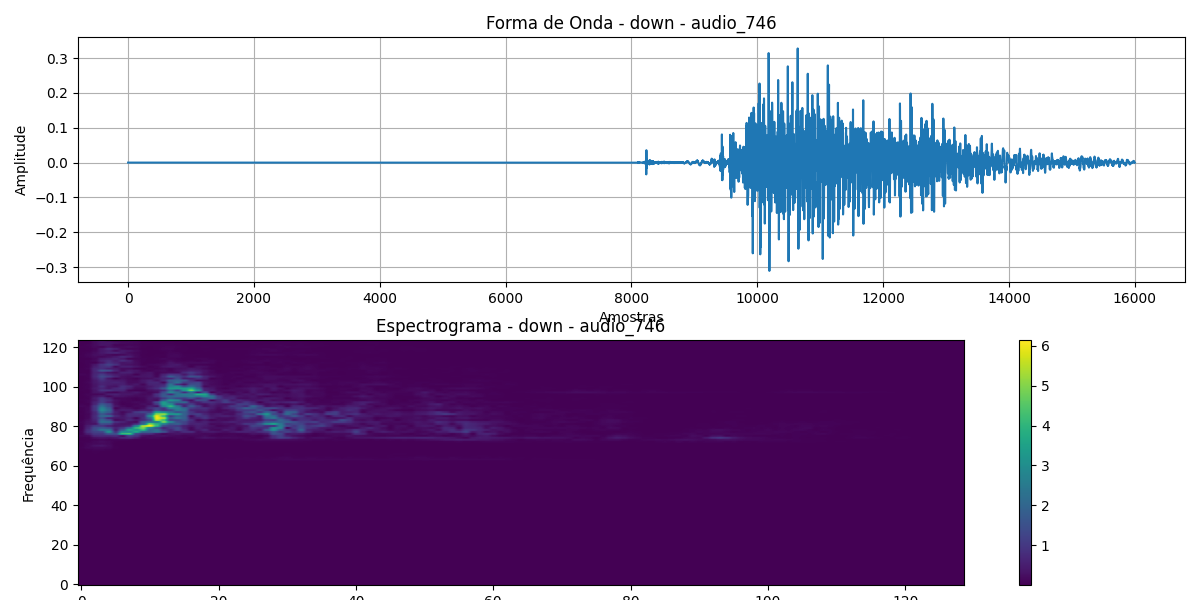 Forma de Onda - down - audio_746
Amplitude
0.3
0.2
0.1
0.0
−0.1
−0.2
−0.3
0 2000 4000 6000 8000 10000 12000 14000 16000
Amostras
Espectrograma - down - audio_746
Frequência
120
100
80
60
40
20
0
0 20 40 60 80 100 120
6
5
4
3
2
1